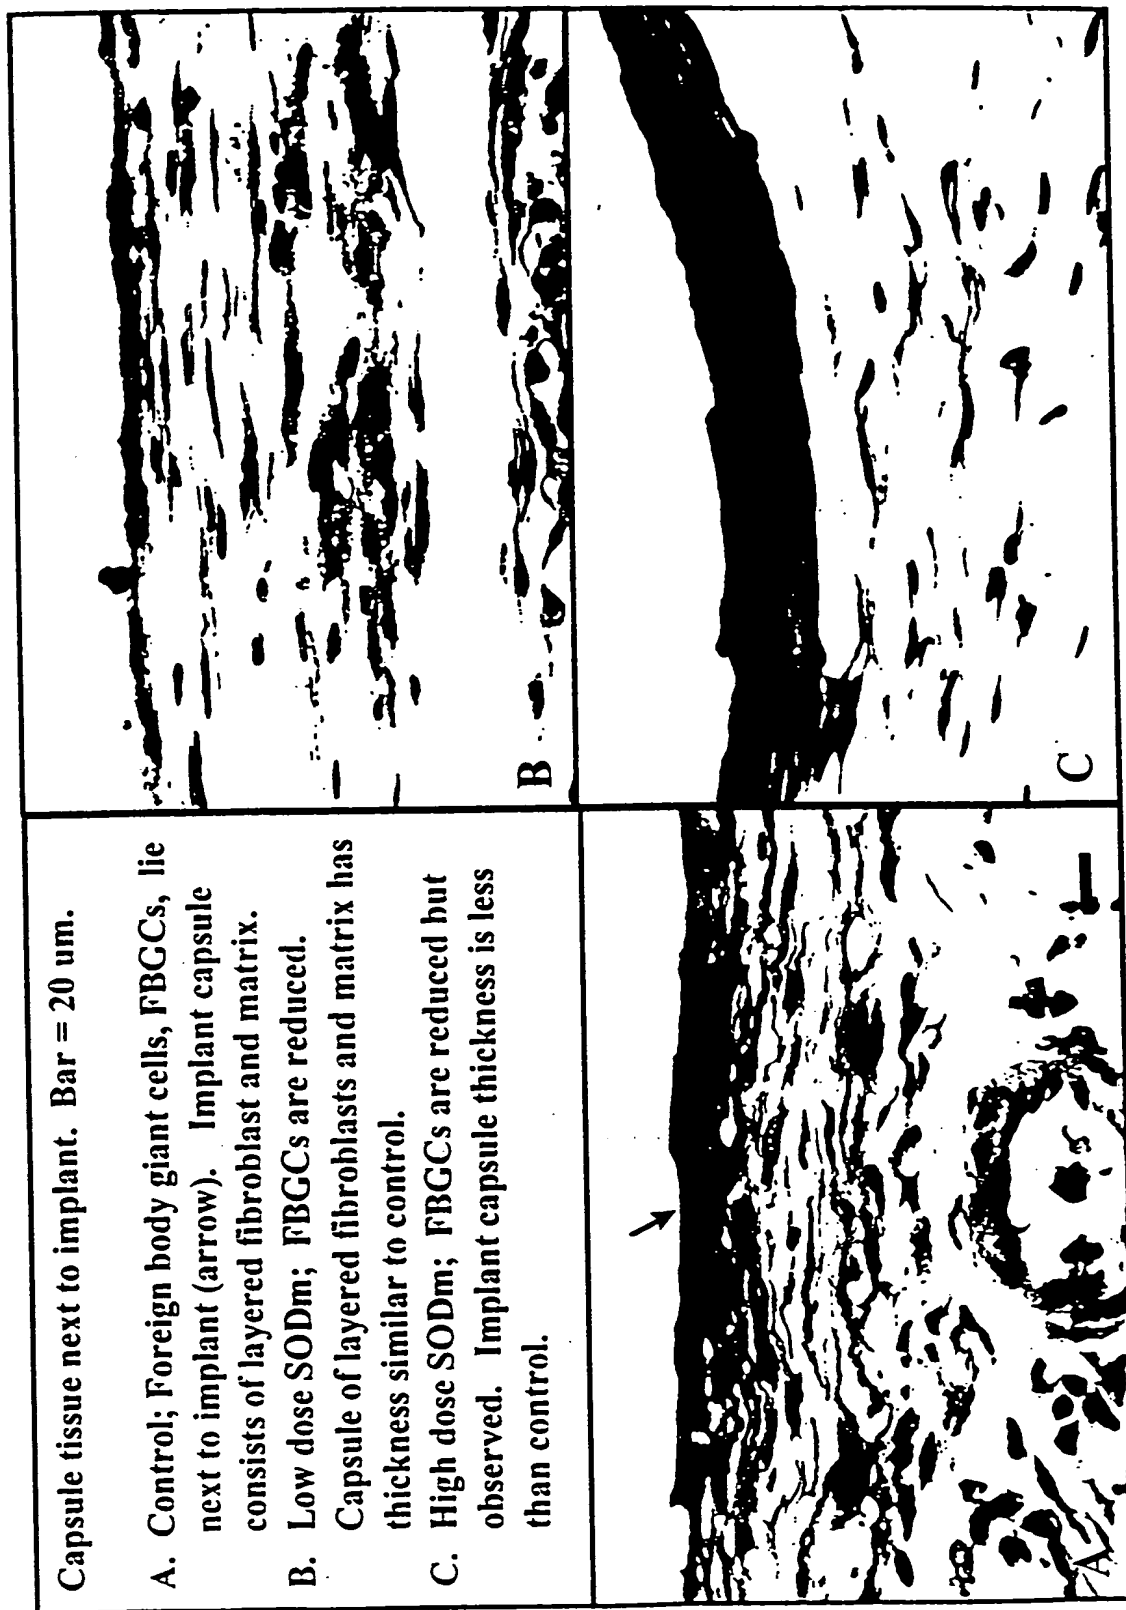 Capsule tissue next to implant. Bar = 20 um.
A. Control; Foreign body giant cells, FBGCs, lie
next to implant (arrow). Implant capsule
consists of layered fibroblast and matrix.
B. Low dose SODm; FBGCs are reduced.
Capsule of layered fibroblasts and matrix has
thickness similar to control.
C. High dose SODm; FBGCs are reduced but
observed. Implant capsule thickness is less
than control.
B
A
C